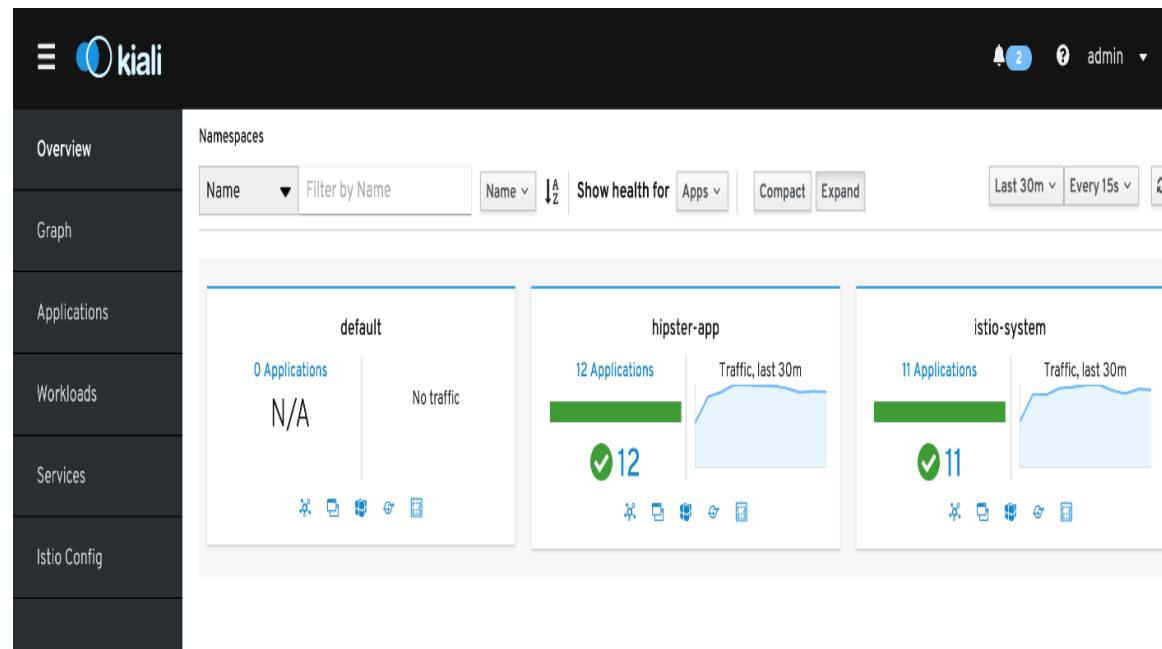 kiali
2
admin
Overview
Graph
Applications
Workloads
Services
Istio Config
Namespaces
Name Filter by Name Name Show health for Apps Compact Expand Last 30m Every 15s
default
0 Applications
N/A
No traffic
hipster-app
12 Applications
Traffic, last 30m
12
istio-system
11 Applications
Traffic, last 30m
11